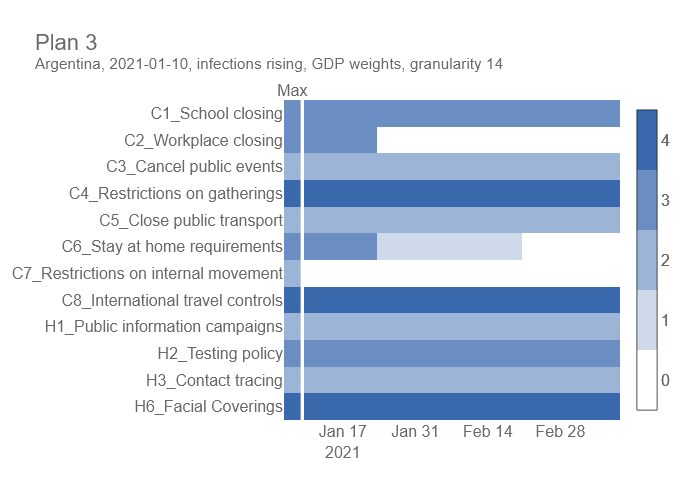 Plan 3
Argentina, 2021-01-10, infections rising, GDP weights, granularity 14
Max
C1_School closing
C2_Workplace closing
C3_Cancel public events
C4_Restrictions on gatherings
C5_Close public transport
C6_Stay at home requirements
C7_Restrictions on internal movement
C8_International travel controls
H1_Public information campaigns
H2_Testing policy
H3_Contact tracing
H6_Facial Coverings
Jan 17 Jan 31 Feb 14 Feb 28
2021
4
3
2
1
0